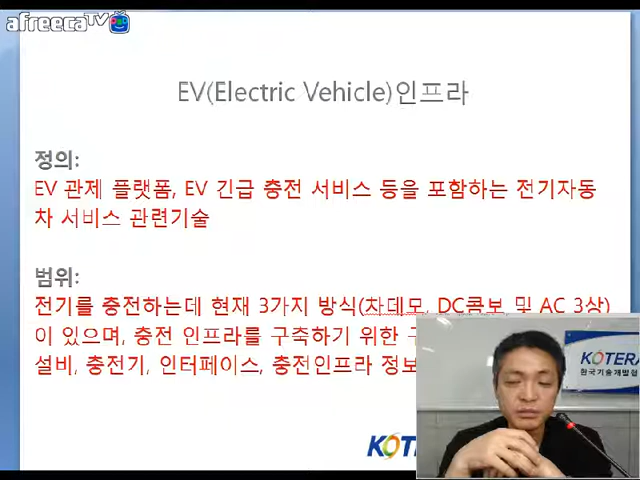 afreecaTV
EV(Electric Vehicle)인프라
정의:
EV 관제 플랫폼, EV 긴급 충전 서비스 등을 포함하는 전기자동
차 서비스 관련기술
범위:
전기를 충전하는데 현재 3가지 방식(차데모, DC콤보 및 AC 3상)
이 있으며, 충전 인프라를 구축하기 위한
설비, 충전기, 인터페이스, 충전인프라 정보
KOTERA
한국기술개발협